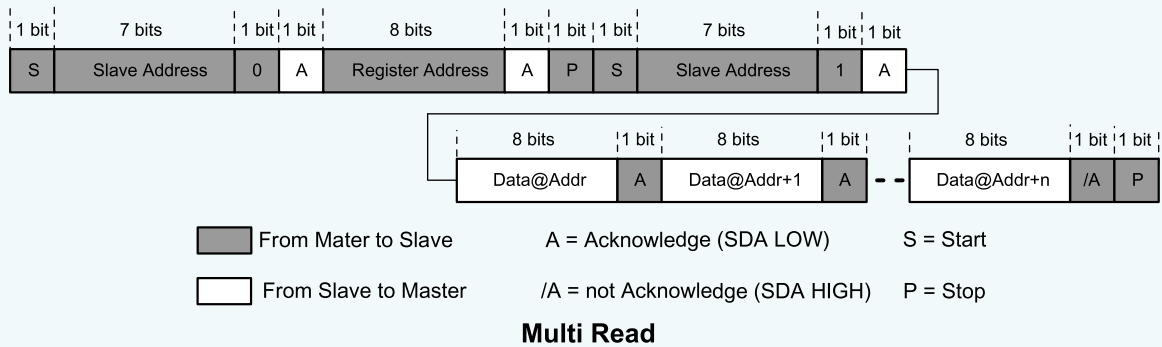 1 bit 7 bits 1 bit 1 bit 8 bits 1 bit 1 bit 1 bit 7 bits 1 bit 1 bit
S Slave Address 0 A Register Address A P S Slave Address 1 A
8 bits 1 bit 8 bits 1 bit 8 bits 1 bit 1 bit
Data@Addr A Data@Addr+1 A Data@Addr+n /A P
From Mater to Slave A = Acknowledge (SDA LOW) S = Start
From Slave to Master /A = not Acknowledge (SDA HIGH) P = Stop
Multi Read